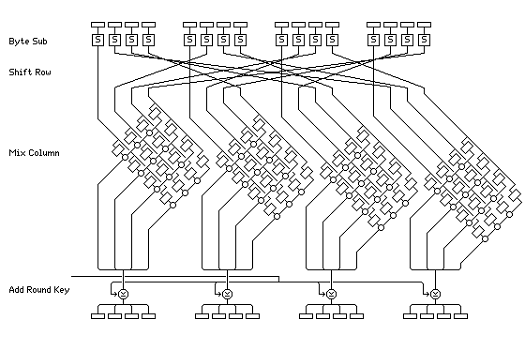 Byte Sub
S S S S S S S S S S S S S S S S
Shift Row
Mix Column
Add Round Key